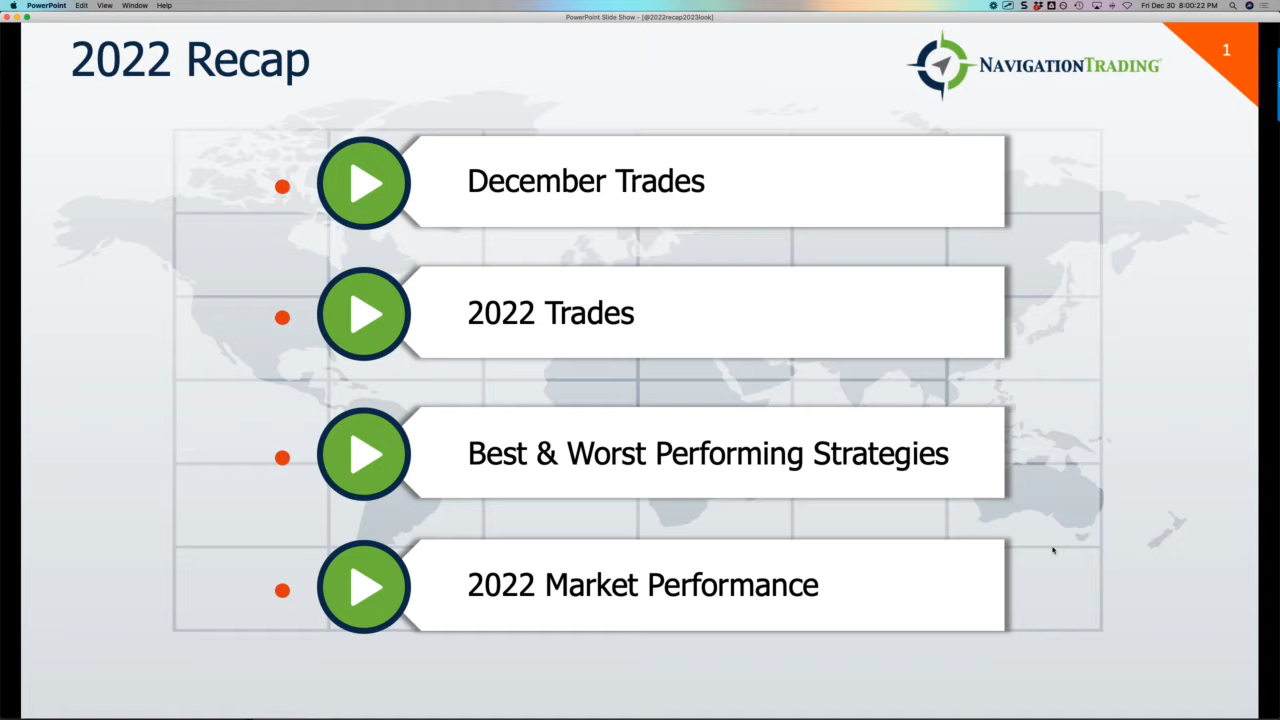 PowerPoint Edit View Window Help
Fri Dec 30 8:00:22 PM
PowerPoint Slide Show - [@2022recap2023look]
2022 Recap
NAVIGATIONTRADING®
1
December Trades
2022 Trades
Best & Worst Performing Strategies
2022 Market Performance